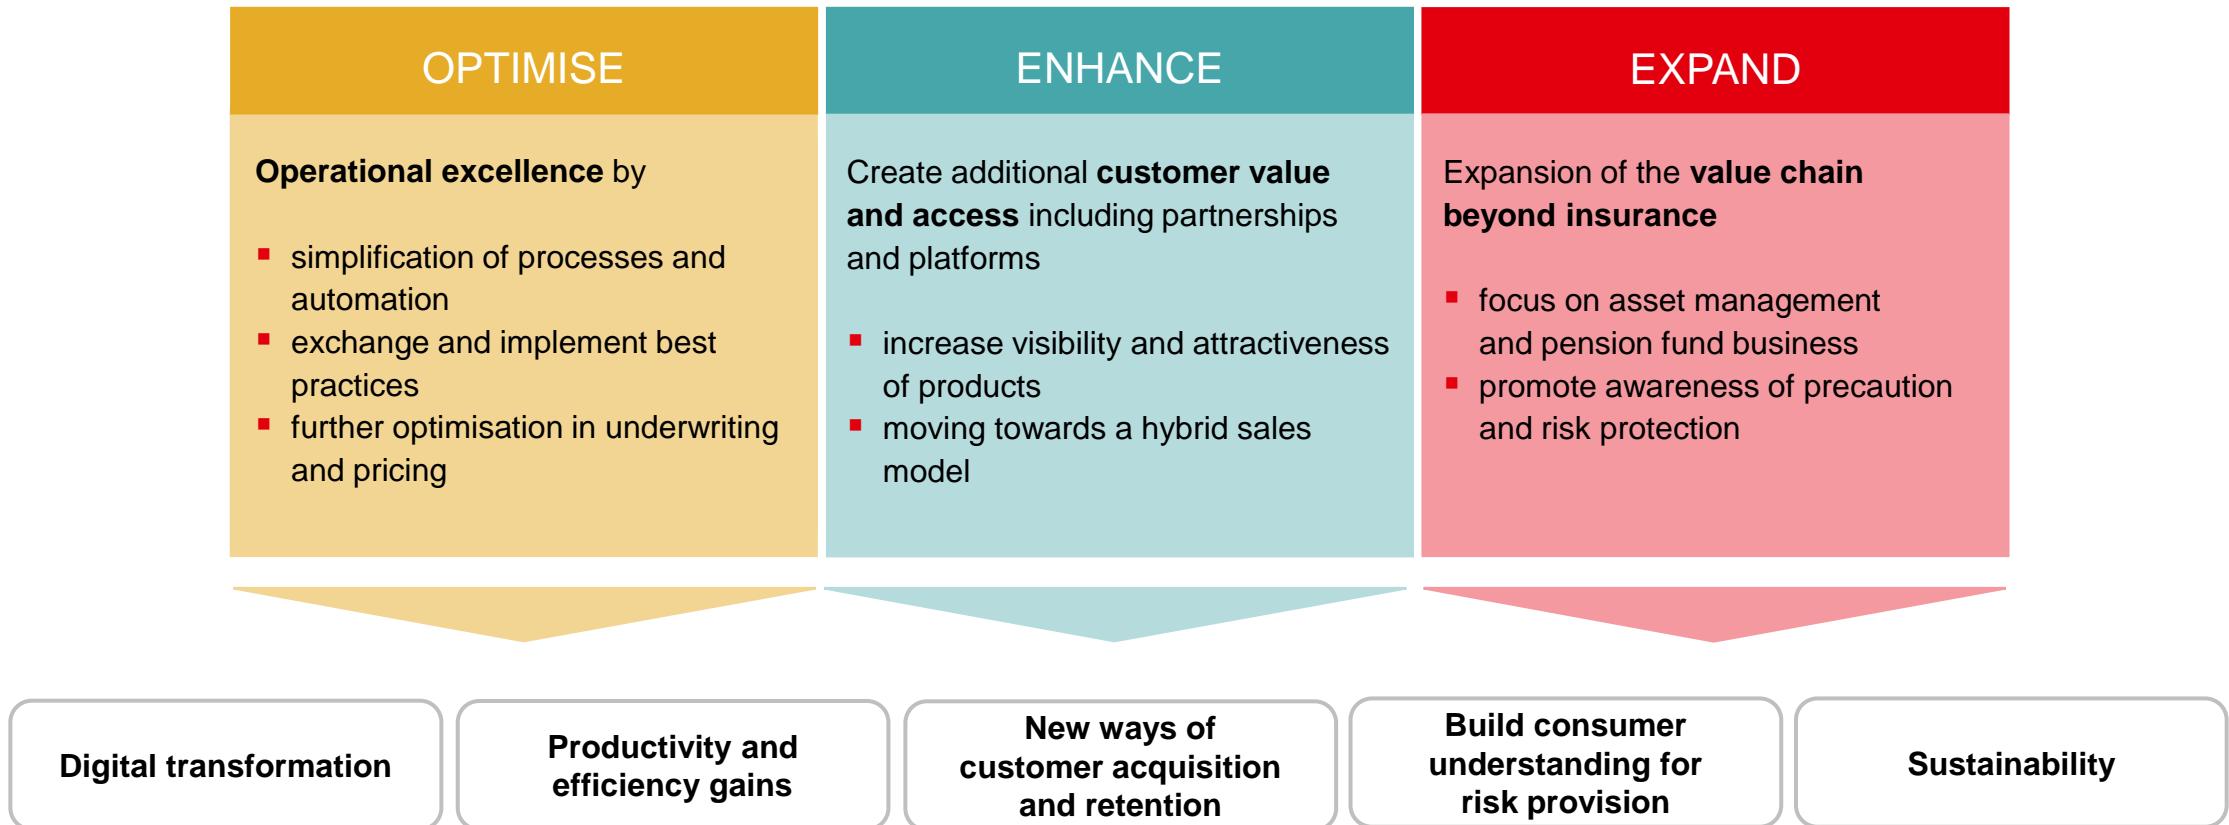 OPTIMISE
Operational excellence by
simplification of processes and
automation
exchange and implement best
practices
further optimisation in underwriting
and pricing
ENHANCE
Create additional customer value
and access including partnerships
and platforms
increase visibility and attractiveness
of products
moving towards a hybrid sales
model
EXPAND
Expansion of the value chain
beyond insurance
focus on asset management
and pension fund business
promote awareness of precaution
and risk protection
Digital transformation
Productivity and
efficiency gains
New ways of
customer acquisition
and retention
Build consumer
understanding for
risk provision
Sustainability